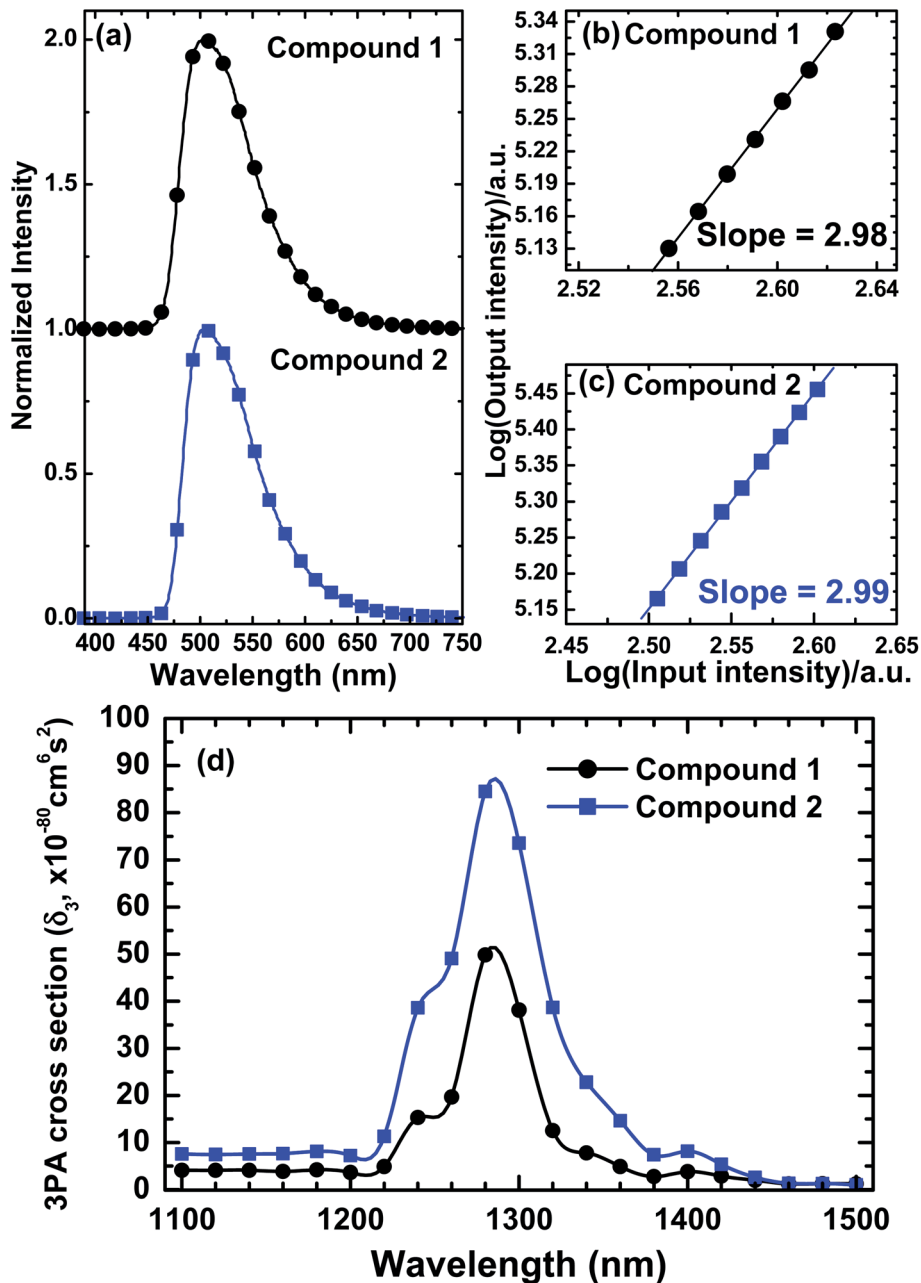 (a)
Compound 1
Compound 2
Normalized Intensity
2.0
1.5
1.0
0.5
0.0
400 450 500 550 600 650 700 750
Wavelength (nm)
(b) Compound 1
Slope = 2.98
5.34
5.31
5.28
5.25
5.22
5.19
5.16
5.13
2.52 2.56 2.60 2.64
Log(Output intensity)/a.u.
(c) Compound 2
Slope = 2.99
5.45
5.40
5.35
5.30
5.25
5.20
5.15
2.45 2.50 2.55 2.60 2.65
Log(Input intensity)/a.u.
(d)
Compound 1
Compound 2
3PA cross section (δ₃, x10⁻⁸⁰cm⁶s²)
100
90
80
70
60
50
40
30
20
10
0
1100 1200 1300 1400 1500
Wavelength (nm)